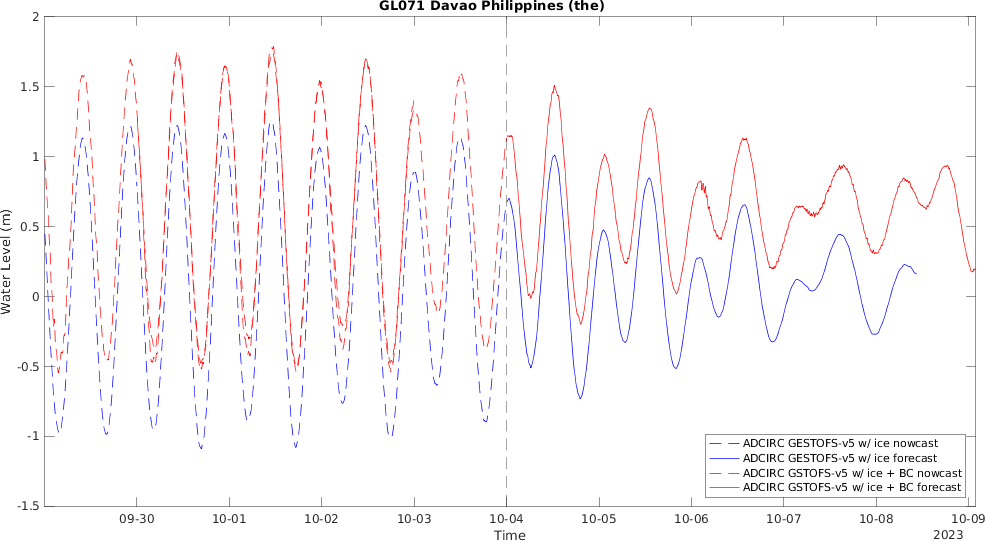 GL071 Davao Philippines (the)
2
1.5
1
0.5
0
-0.5
-1
-1.5
Water Level (m)
09-30
10-01
10-02
10-03
10-04
10-05
10-06
10-07
10-08
10-09
Time
2023
ADCIRC GESTOFS-v5 w/ ice nowcast
ADCIRC GESTOFS-v5 w/ ice forecast
ADCIRC GSTOFS-v5 w/ ice + BC nowcast
ADCIRC GSTOFS-v5 w/ ice + BC forecast